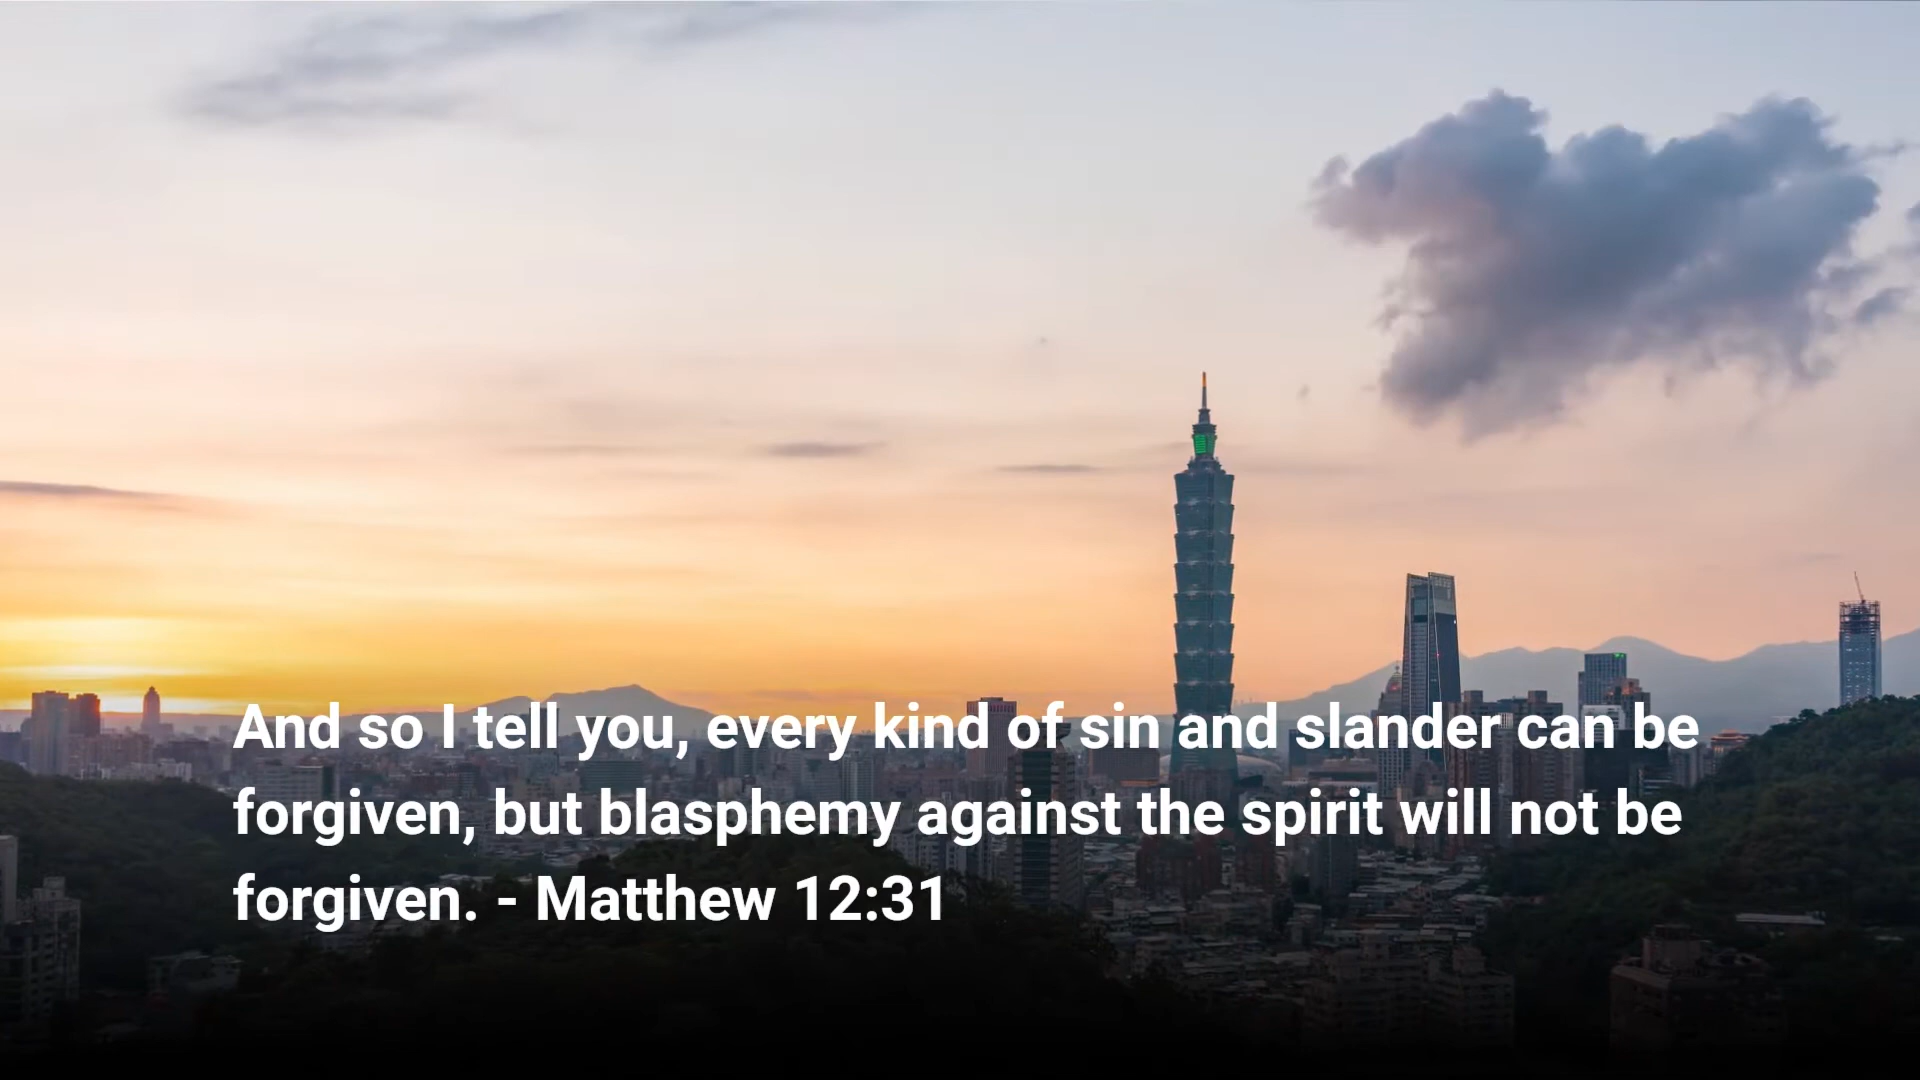 And so I tell you, every kind of sin and slander can be
forgiven, but blasphemy against the spirit will not be
forgiven. - Matthew 12:31